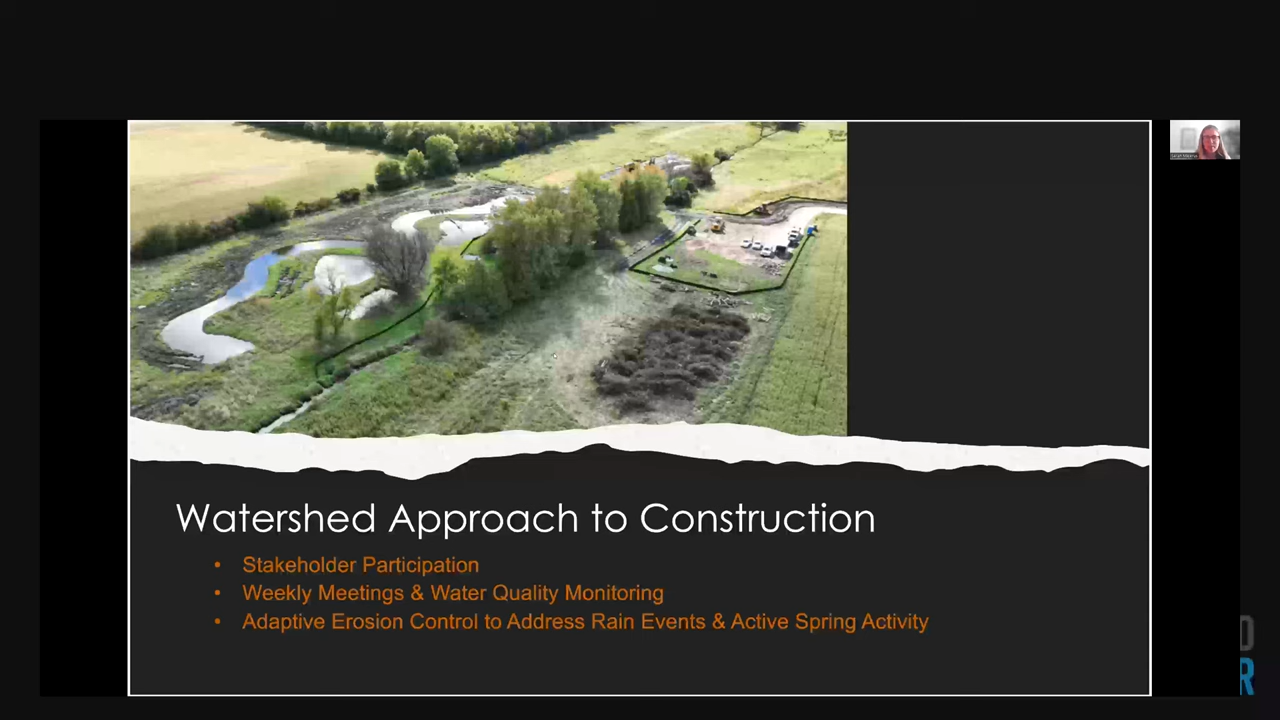 Watershed Approach to Construction
• Stakeholder Participation
• Weekly Meetings & Water Quality Monitoring
• Adaptive Erosion Control to Address Rain Events & Active Spring Activity